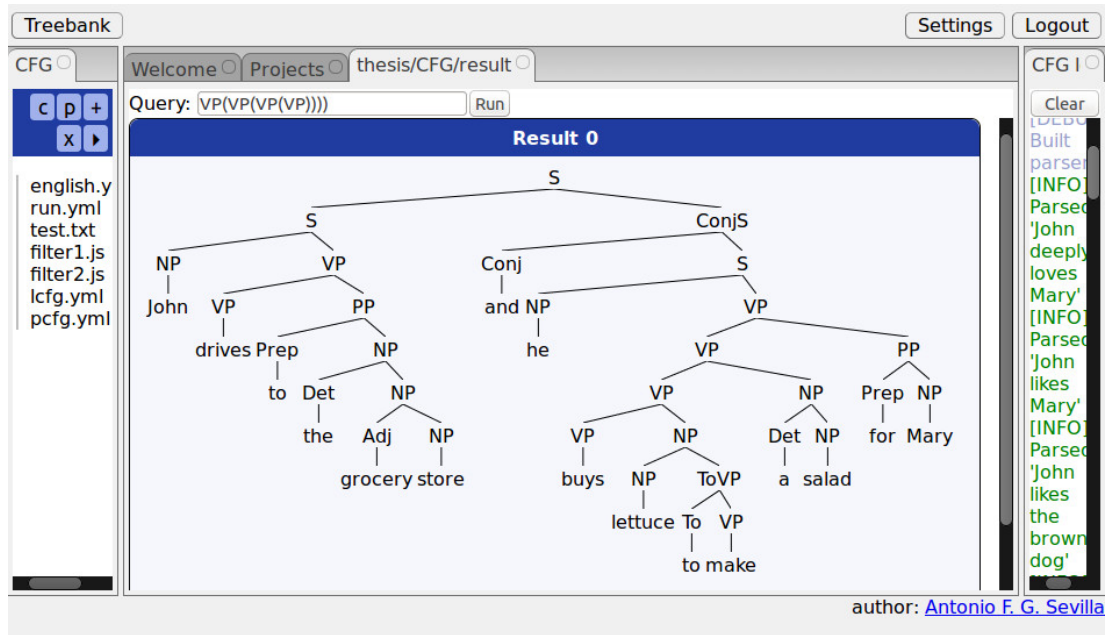 Treebank Settings Logout
CFG Welcome Projects thesis/CFG/result CFG l
c p + Query: VP(VP(VP(VP)))) Run Clear
x
Result 0
english.y
run.yml
test.txt
filter1.js
filter2.js
lcfg.yml
pcfg.yml
S
S ConjS
NP VP Conj S
John VP PP and NP VP
drives Prep NP he VP PP
to Det NP VP NP Prep NP
the Adj NP VP NP Det NP for Mary
grocery store buys NP ToVP a salad
lettuce To VP
to make
[DEBU
Built
parser
[INFO]
Parsed
'John
deeply
loves
Mary'
[INFO]
Parsed
'John
likes
Mary'
[INFO]
Parsed
'John
likes
the
brown
dog'
author: Antonio F. G. Sevilla